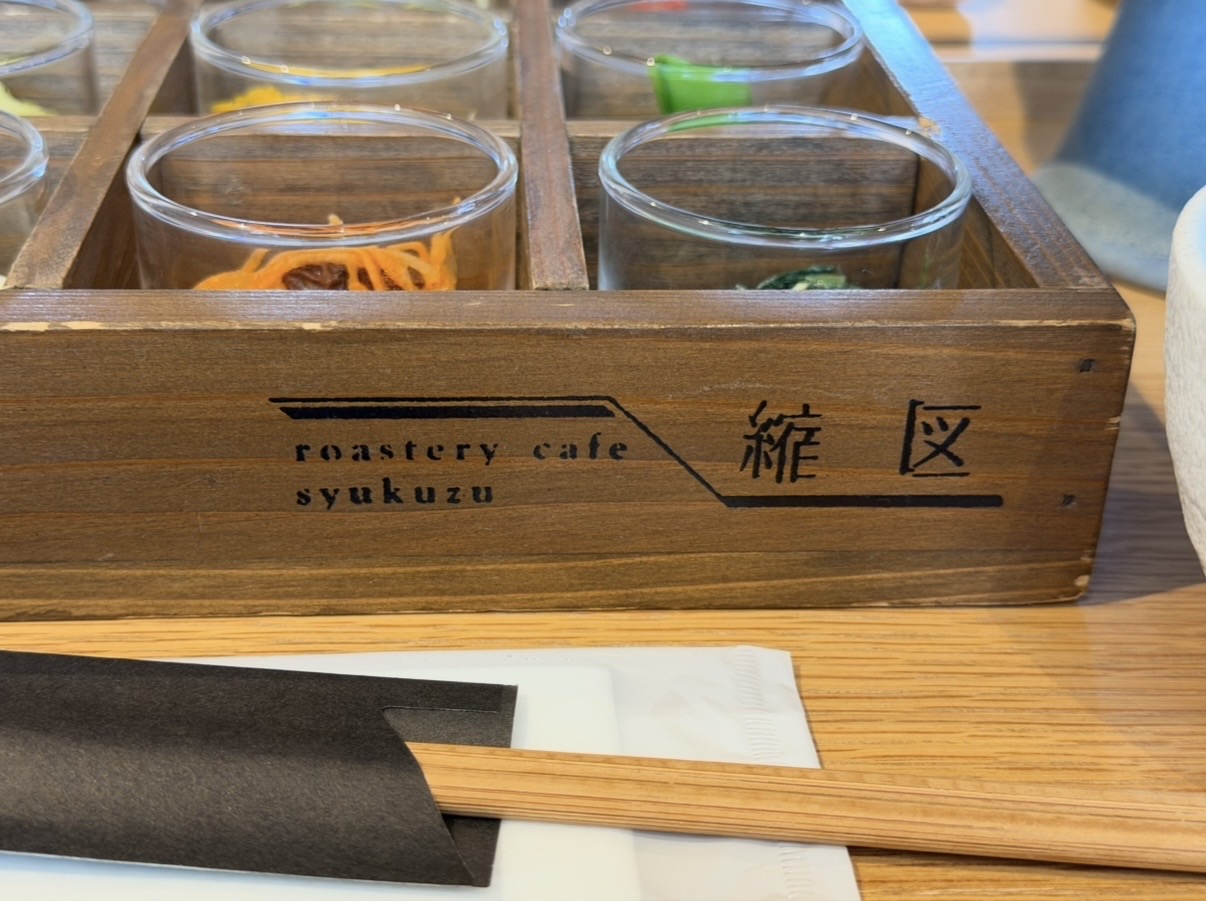 roastery cafe
syukuzu
縮図